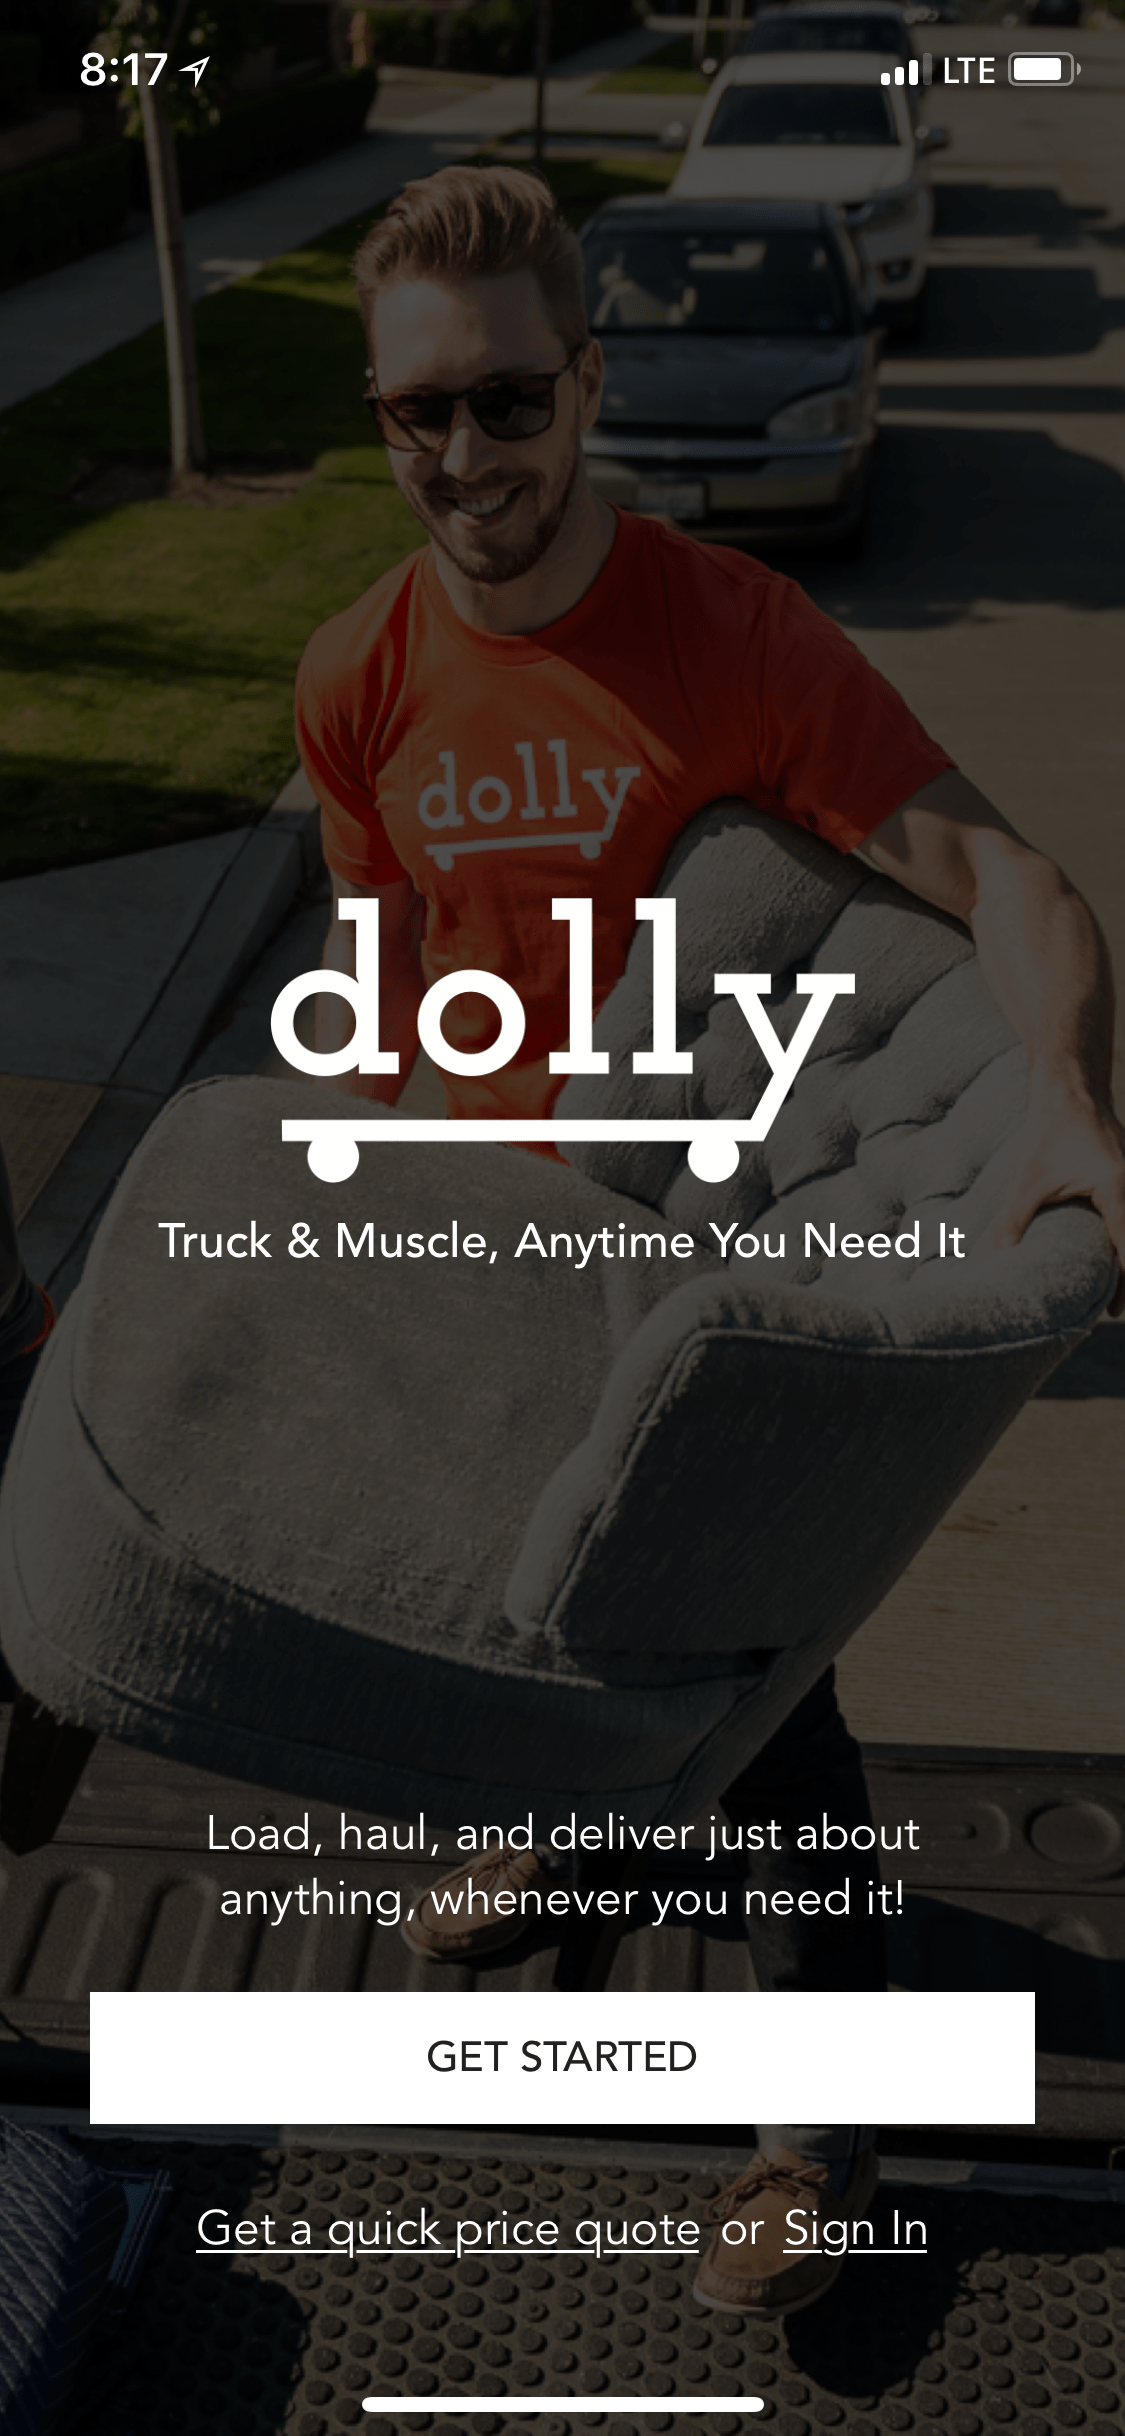 8:17 LTE
dolly
dolly
Truck & Muscle, Anytime You Need It
Load, haul, and deliver just about
anything, whenever you need it!
GET STARTED
Get a quick price quote or Sign In